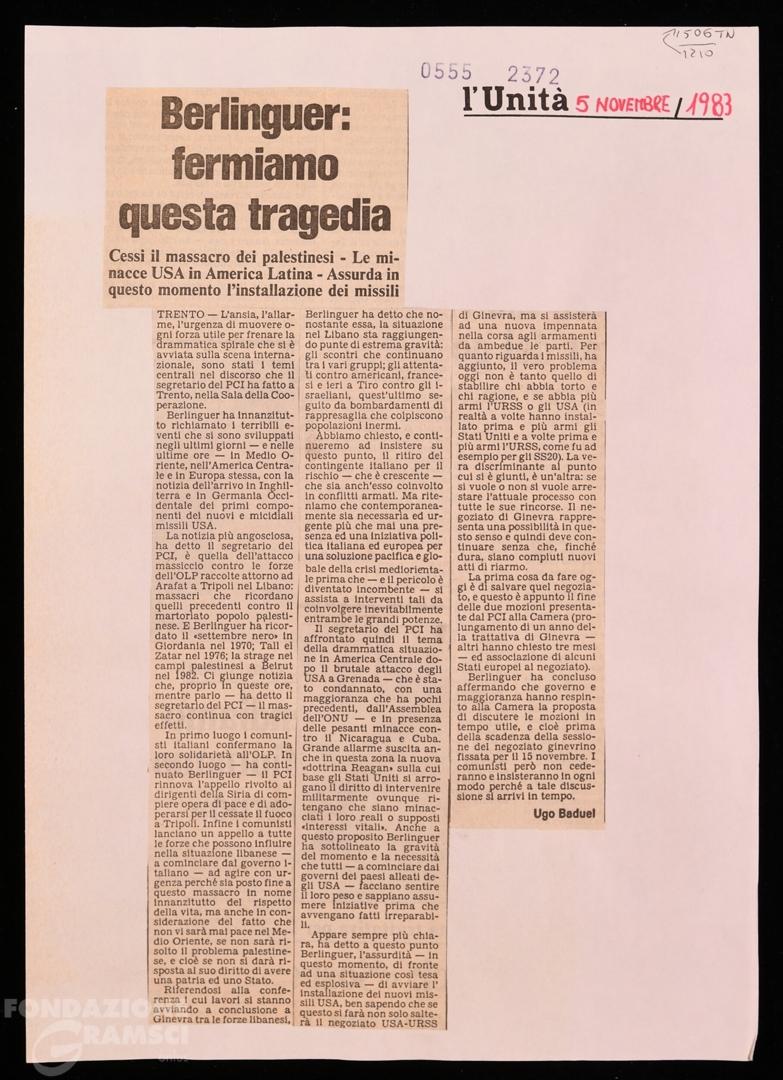 11506TN
1210
0555 2372
l'Unità 5 NOVEMBRE / 1983
Berlinguer:
fermiamo
questa tragedia
Cessi il massacro dei palestinesi - Le mi-
nacce USA in America Latina - Assurda in
questo momento l'installazione dei missili
TRENTO — L'ansia, l'allar-
me, l'urgenza di muovere o-
gni forza utile per frenare la
drammatica spirale che si è
avviata sulla scena interna-
zionale, sono stati i temi
centrali nel discorso che il
segretario del PCI ha fatto a
Trento, nella Sala della Coo-
perazione.
Berlinguer ha innanzitut-
to richiamato i terribili e-
venti che si sono sviluppati
negli ultimi giorni — e nelle
ultime ore — in Medio O-
riente, nell'America Centra-
le e in Europa stessa, con la
notizia dell'arrivo in Inghil-
terra e in Germania Occi-
dentale dei primi compo-
nenti dei nuovi e micidiali
missili USA.
La notizia più angosciosa,
ha detto il segretario del
PCI, è quella dell'attacco
massiccio contro le forze
dell'OLP raccolte attorno ad
Arafat a Tripoli nel Libano:
massacri che ricordano
quelli precedenti contro il
martoriato popolo palesti-
nese. E Berlinguer ha ricor-
dato il «settembre nero» in
Giordania nel 1970; Tall el
Zatar nel 1976; la strage nei
campi palestinesi a Beirut
nel 1982. Ci giunge notizia
che, proprio in queste ore,
mentre parlo — ha detto il
segretario del PCI — il mas-
sacro continua con tragici
effetti.
In primo luogo i comuni-
sti italiani confermano la
loro solidarietà all'OLP. In
secondo luogo — ha conti-
nuato Berlinguer — il PCI
rinnova l'appello rivolto ai
dirigenti della Siria di com-
piere opera di pace e di ado-
perarsi per il cessate il fuoco
a Tripoli. Infine i comunisti
lanciano un appello a tutte
le forze che possono influire
nella situazione libanese —
a cominciare dal governo i-
taliano — ad agire con ur-
genza perché sia posto fine a
questo massacro in nome
innanzitutto del rispetto
della vita, ma anche in con-
siderazione del fatto che
non vi sarà mai pace nel Me-
dio Oriente, se non sarà ri-
solto il problema palestine-
se, e cioè se non si darà ri-
sposta al suo diritto di avere
una patria ed uno Stato.
Riferendosi alla confe-
renza i cui lavori si stanno
avviando a conclusione a
Ginevra tra le forze libanesi,
Berlinguer ha detto che no-
nostante essa, la situazione
nel Libano sta raggiungen-
do punte di estrema gravità:
gli scontri che continuano
tra i vari gruppi; gli attenta-
ti contro americani, france-
si e ieri a Tiro contro gli i-
sraeliani, quest'ultimo se-
guito da bombardamenti di
rappresaglia che colpiscono
popolazioni inermi.
Abbiamo chiesto, e conti-
nueremo ad insistere su
questo punto, il ritiro del
contingente italiano per il
rischio — che è crescente —
che sia anch'esso coinvolto
in conflitti armati. Ma rite-
niamo che contemporanea-
mente sia necessaria ed ur-
gente più che mai una pre-
senza ed una iniziativa poli-
tica italiana ed europea per
una soluzione pacifica e glo-
bale della crisi mediorienta-
le prima che — e il pericolo è
diventato incombente — si
assista a interventi tali da
coinvolgere inevitabilmente
entrambe le grandi potenze.
Il segretario del PCI ha
affrontato quindi il tema
della drammatica situazio-
ne in America Centrale do-
po il brutale attacco degli
USA a Grenada — che è sta-
to condannato, con una
maggioranza che ha pochi
precedenti, dall'Assemblea
dell'ONU — e in presenza
delle pesanti minacce con-
tro il Nicaragua e Cuba.
Grande allarme suscita an-
che in questa zona la nuova
«dottrina Reagan» sulla cui
base gli Stati Uniti si arro-
gano il diritto di intervenire
militarmente ovunque ri-
tengano che siano minac-
ciati i loro reali o supposti
«interessi vitali». Anche a
questo proposito Berlinguer
ha sottolineato la gravità
del momento e la necessità
che tutti — a cominciare dai
governi dei paesi alleati de-
gli USA — facciano sentire
il loro peso e sappiano assu-
mere iniziative prima che
avvengano fatti irreparabi-
li.
Appare sempre più chia-
ra, ha detto a questo punto
Berlinguer, l'assurdità — in
questo momento, di fronte
ad una situazione così tesa
ed esplosiva — di avviare l'
installazione dei nuovi mis-
sili USA, ben sapendo che se
questo si farà non solo salte-
rà il negoziato USA-URSS
di Ginevra, ma si assisterà
ad una nuova impennata
nella corsa agli armamenti
da ambedue le parti. Per
quanto riguarda i missili, ha
aggiunto, il vero problema
oggi non è tanto quello di
stabilire chi abbia torto e
chi ragione, e se abbia più
armi l'URSS o gli USA (in
realtà a volte hanno instal-
lato prima e più armi gli
Stati Uniti e a volte prima e
più armi l'URSS, come fu ad
esempio per gli SS20). La ve-
ra discriminante al punto
cui si è giunti, è un'altra: se
si vuole o non si vuole arre-
stare l'attuale processo con
tutte le sue rincorse. Il ne-
goziato di Ginevra rappre-
senta una possibilità in que-
sto senso e quindi deve con-
tinuare senza che, finché
dura, siano compiuti nuovi
atti di riarmo.
La prima cosa da fare og-
gi è di salvare quel negozia-
to, e questo è appunto il fine
delle due mozioni presenta-
te dal PCI alla Camera (pro-
lungamento di un anno del-
la trattativa di Ginevra —
altri hanno chiesto tre mesi
— ed associazione di alcuni
Stati europei al negoziato).
Berlinguer ha concluso
affermando che governo e
maggioranza hanno respin-
to alla Camera la proposta
di discutere le mozioni in
tempo utile, e cioè prima
della scadenza della sessio-
ne del negoziato ginevrino
fissata per il 15 novembre. I
comunisti però non cede-
ranno e insisteranno in ogni
modo perché a tale discus-
sione si arrivi in tempo.
Ugo Baduel
FONDAZIONE
GRAMSCI
ONLUS